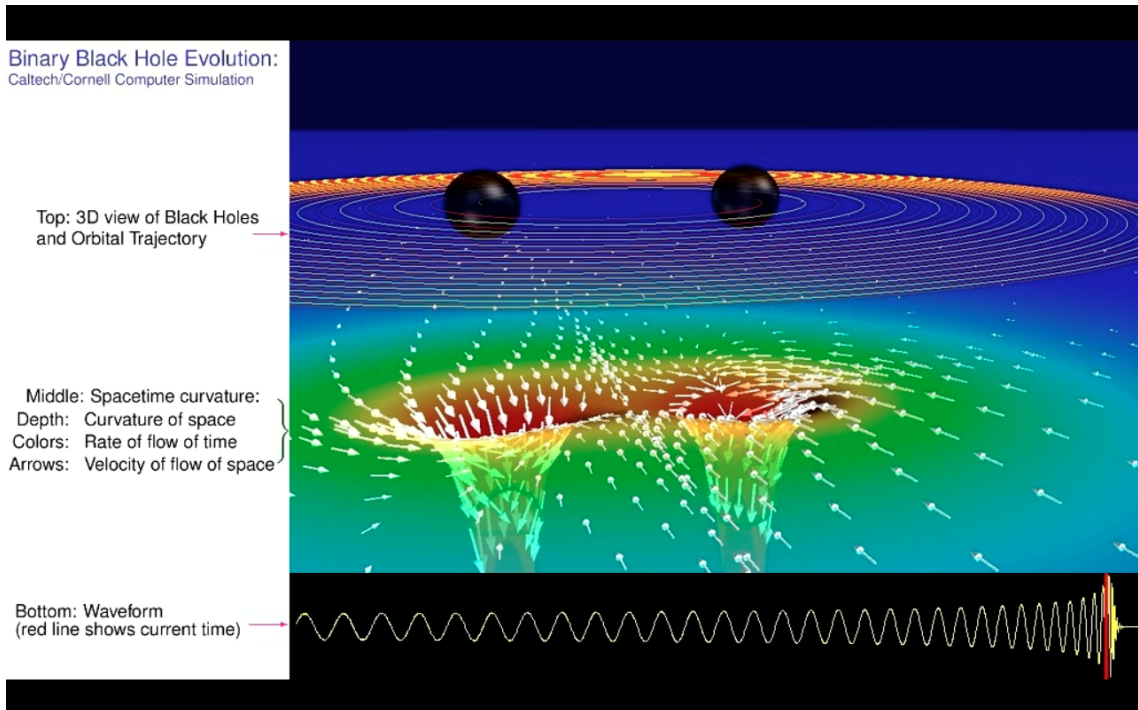 Binary Black Hole Evolution:
Caltech/Cornell Computer Simulation
Top: 3D view of Black Holes
and Orbital Trajectory
Middle: Spacetime curvature:
Depth: Curvature of space
Colors: Rate of flow of time
Arrows: Velocity of flow of space
Bottom: Waveform
(red line shows current time)